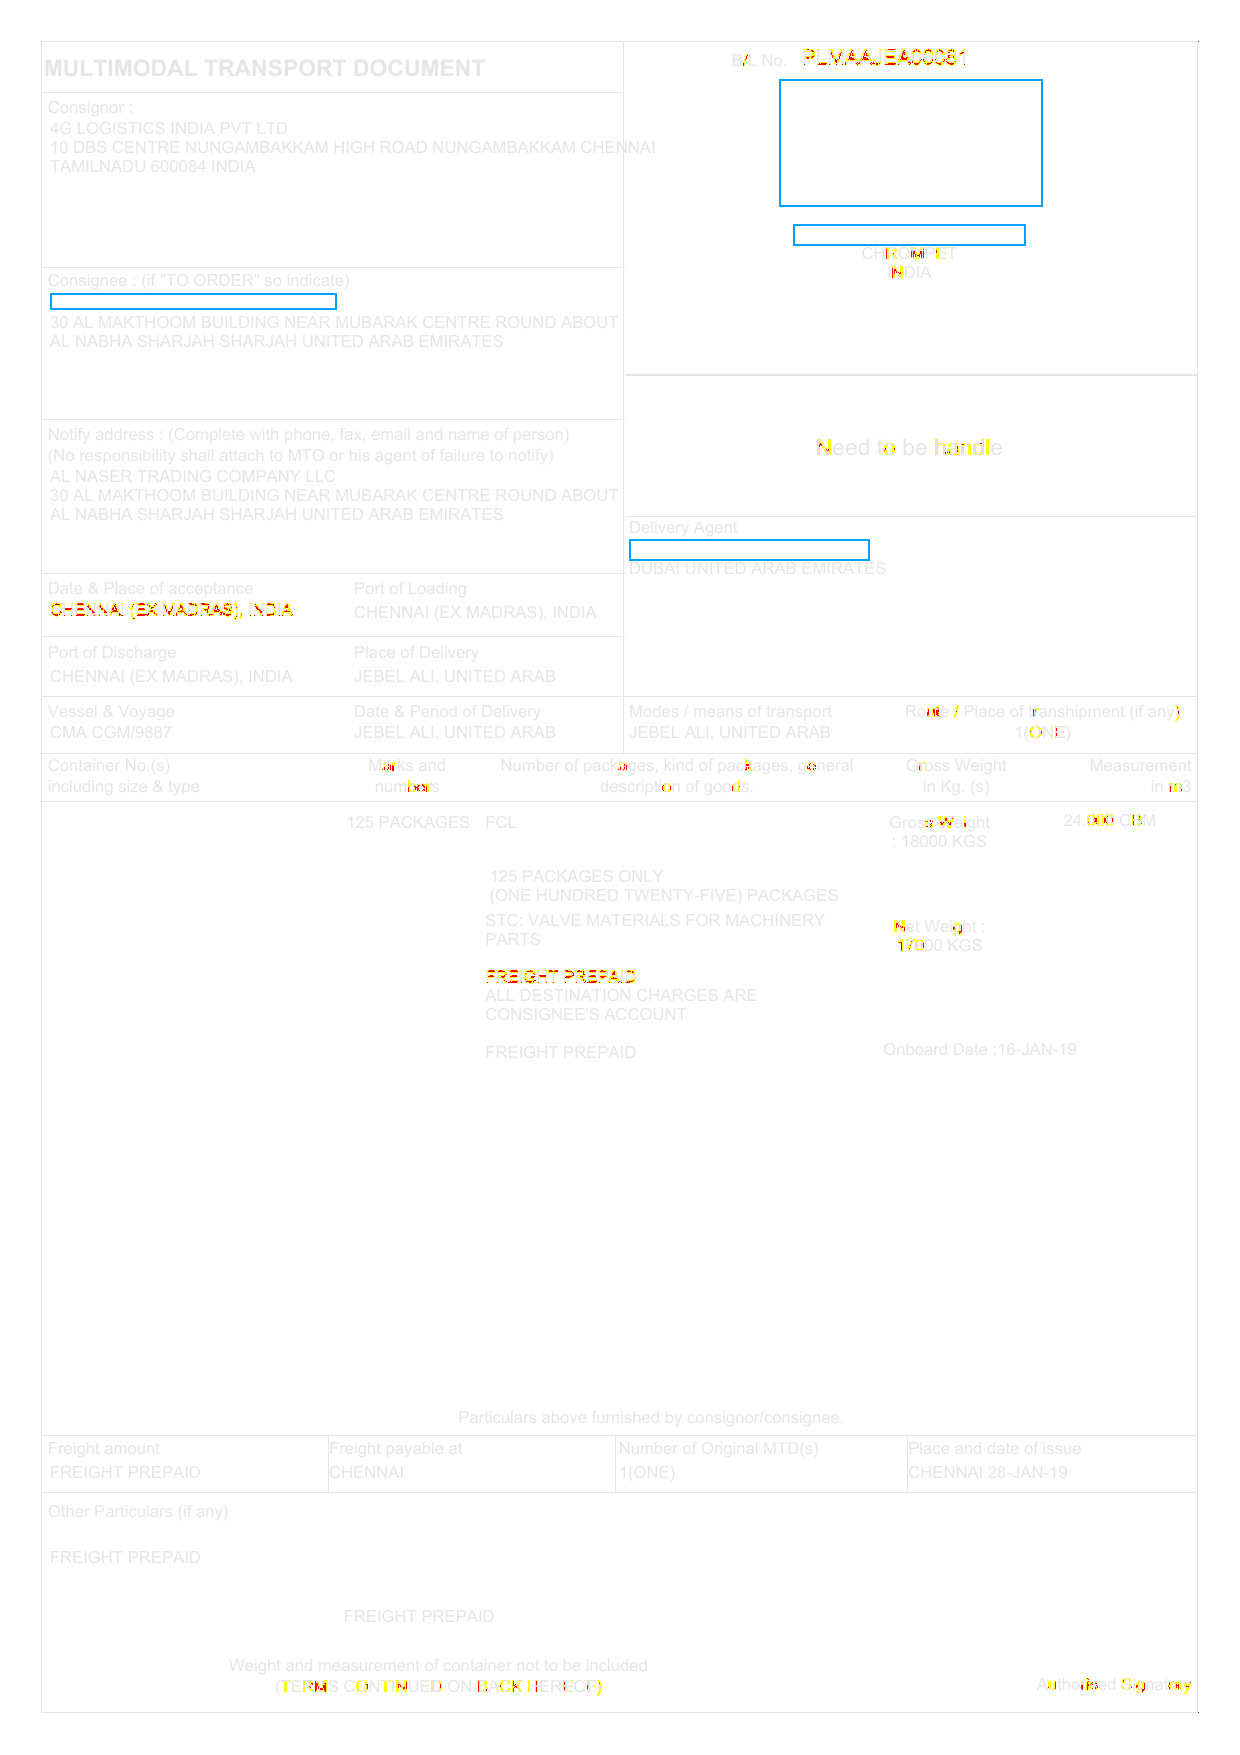 MULTIMODAL TRANSPORT DOCUMENT
B/L No. PLMAAJEA00081
Consignor :
4G LOGISTICS INDIA PVT LTD
10 DBS CENTRE NUNGAMBAKKAM HIGH ROAD NUNGAMBAKKAM CHENNAI
TAMILNADU 600084 INDIA
CHROMPET
INDIA
Consignee : (if "TO ORDER" so indicate)
30 AL MAKTHOOM BUILDING NEAR MUBARAK CENTRE ROUND ABOUT
AL NABHA SHARJAH SHARJAH UNITED ARAB EMIRATES
Notify address : (Complete with phone, fax, email and name of person)
(No responsibility shall attach to MTO or his agent of failure to notify)
AL NASER TRADING COMPANY LLC
30 AL MAKTHOOM BUILDING NEAR MUBARAK CENTRE ROUND ABOUT
AL NABHA SHARJAH SHARJAH UNITED ARAB EMIRATES
Need to be handle
Delivery Agent
DUBAI UNITED ARAB EMIRATES
Date & Place of acceptance Port of Loading
CHENNAI (EX MADRAS), INDIA CHENNAI (EX MADRAS), INDIA
Port of Discharge Place of Delivery
CHENNAI (EX MADRAS), INDIA JEBEL ALI, UNITED ARAB
Vessel & Voyage Date & Period of Delivery Modes / means of transport Route / Place of transhipment (if any)
CMA CGM/9887 JEBEL ALI, UNITED ARAB JEBEL ALI, UNITED ARAB 1(ONE)
Container No.(s) Marks and Number of packages, kind of packages, general Gross Weight Measurement
including size & type numbers description of goods. in Kg. (s) in m3
125 PACKAGES FCL Gross Weight 24.000 CBM
: 18000 KGS
125 PACKAGES ONLY
(ONE HUNDRED TWENTY-FIVE) PACKAGES
STC: VALVE MATERIALS FOR MACHINERY Net Weight :
PARTS 17000 KGS
FREIGHT PREPAID
ALL DESTINATION CHARGES ARE
CONSIGNEE'S ACCOUNT
FREIGHT PREPAID Onboard Date :16-JAN-19
Particulars above furnished by consignor/consignee.
Freight amount Freight payable at Number of Original MTD(s) Place and date of issue
FREIGHT PREPAID CHENNAI 1(ONE) CHENNAI 28-JAN-19
Other Particulars (if any)
FREIGHT PREPAID
FREIGHT PREPAID
Weight and measurement of container not to be included
(TERMS CONTINUED ON BACK HEREOF) Authorised Signatory